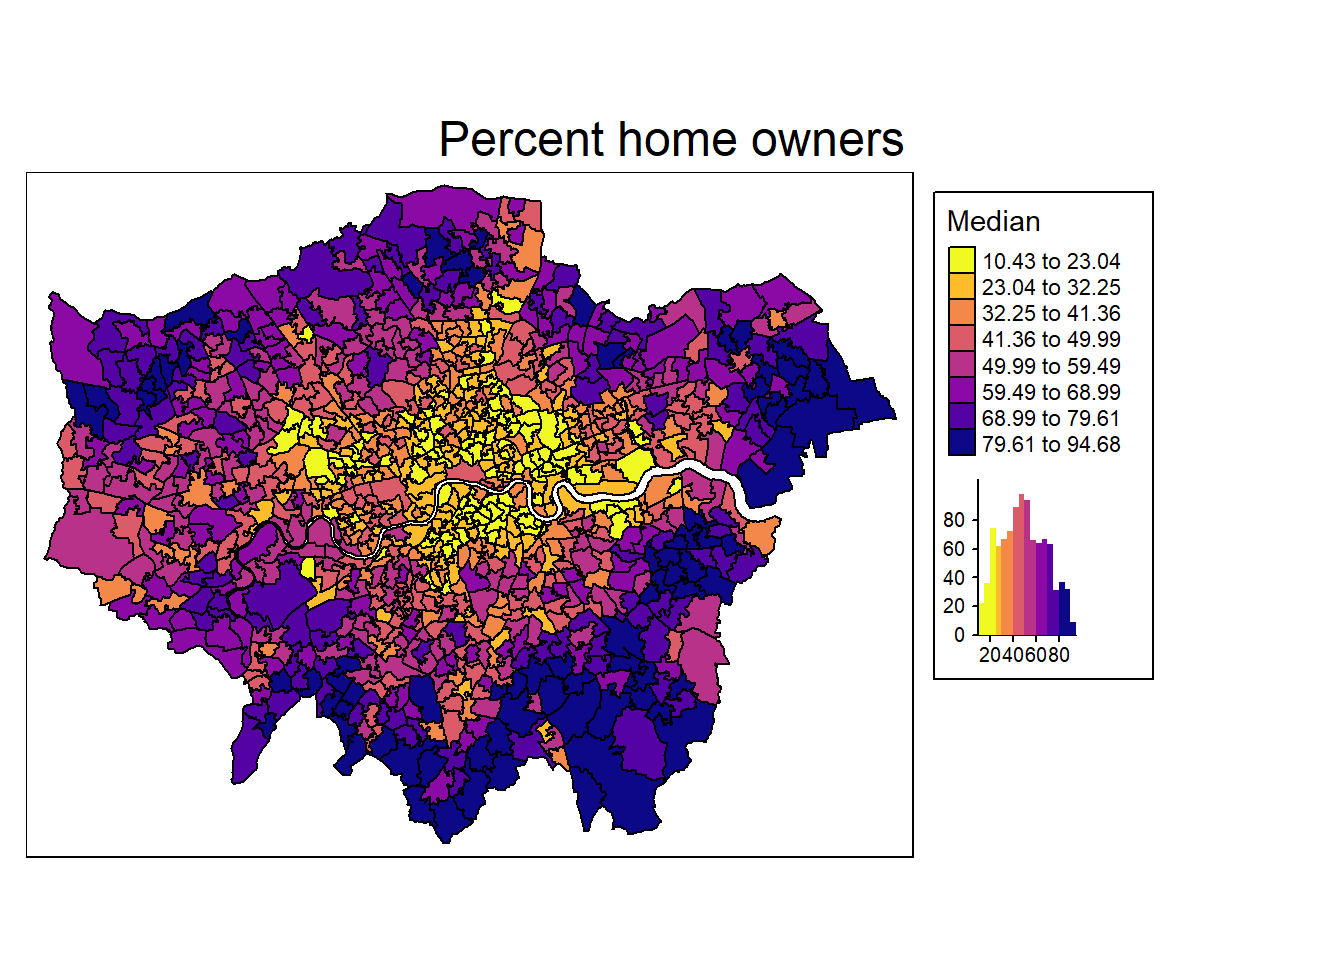 Percent home owners
Median
10.43 to 23.04
23.04 to 32.25
32.25 to 41.36
41.36 to 49.99
49.99 to 59.49
59.49 to 68.99
68.99 to 79.61
79.61 to 94.68
80
60
40
20
0
20406080